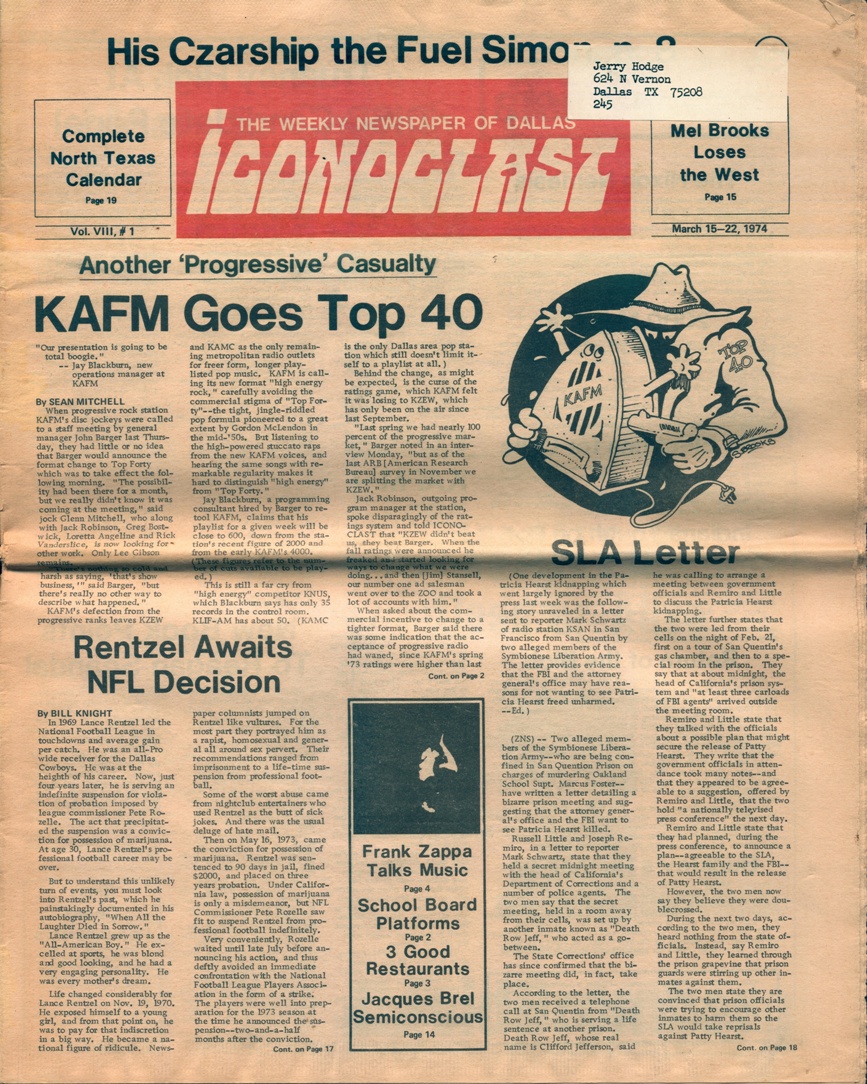 His Czarship the Fuel Simon p. 8
Jerry Hodge
624 N Vernon
Dallas TX 75208
245
Complete
North Texas
Calendar
Page 19
THE WEEKLY NEWSPAPER OF DALLAS
iCONOCLAST
Mel Brooks
Loses
the West
Page 15
Vol. VIII, #1
March 15—22, 1974
Another 'Progressive' Casualty
KAFM Goes Top 40
"Our presentation is going to be
total boogie."
-- Jay Blackburn, new
operations manager at
KAFM
By SEAN MITCHELL
When progressive rock station
KAFM's disc jockeys were called
to a staff meeting by general
manager John Barger last Thurs-
day, they had little or no idea
that Barger would announce the
format change to Top Forty
which was to take effect the fol-
lowing morning. "The possibil-
ity had been there for a month,
but we really didn't know it was
coming at the meeting," said
jock Glenn Mitchell, who along
with Jack Robinson, Greg Bost-
wick, Loretta Angeline and Rick
Vanderslice, is now looking for
other work. Only Lee Gibson
remains.
harsh as saying, 'that's show
business,'" said Barger, "but
there's really no other way to
describe what happened."
KAFM's defection from the
progressive ranks leaves KZEW
and KAMC as the only remain-
ing metropolitan radio outlets
for freer form, longer play-
listed pop music. KAFM is call-
ing its new format "high energy
rock," carefully avoiding the
commercial stigma of "Top For-
ty"--the tight, jingle-riddled
pop formula pioneered to a great
extent by Gordon McLendon in
the mid-'50s. But listening to
the high-powered stuccato raps
from the new KAFM voices, and
hearing the same songs with re-
markable regularity makes it
hard to distinguish "high energy"
from "Top Forty."
Jay Blackburn, a programming
consultant hired by Barger to re-
tool KAFM, claims that his
playlist for a given week will be
close to 600, down from the sta-
tion's recent figure of 2000 and
from the early KAFM's 4000.
(These figures refer to the num-
ber of cuts available to be play-
ed.)
This is still a far cry from
"high energy" competitor KNUS,
which Blackburn says has only 35
records in the control room.
KLIF-AM has about 50. (KAMC
is the only Dallas area pop sta-
tion which still doesn't limit it-
self to a playlist at all.)
Behind the change, as might
be expected, is the curse of the
ratings game, which KAFM felt
it was losing to KZEW, which
has only been on the air since
last September.
"Last spring we had nearly 100
percent of the progressive mar-
ket," Barger noted in an inter-
view Monday, "but as of the
last ARB [American Research
Bureau] survey in November we
are splitting the market with
KZEW."
Jack Robinson, outgoing pro-
gram manager at the station,
spoke disparagingly of the rat-
ings system and told ICONO-
CLAST that "KZEW didn't beat
us, they beat Barger. When the
fall ratings were announced he
freaked and started looking for
ways to change what we were
doing...and then [Jim] Stansell,
our number one ad salesman
went over to the ZOO and took a
lot of accounts with him,"
When asked about the com-
mercial incentive to change to a
tighter format, Barger said there
was some indication that the ac-
ceptance of progressive radio
had waned, since KAFM's spring
'73 ratings were higher than last
Cont. on Page 2
TOP
40
KAFM
S. BROOKS
SLA Letter
(One development in the Pa-
tricia Hearst kidnapping which
went largely ignored by the
press last week was the follow-
ing story unraveled in a letter
sent to reporter Mark Schwartz
of radio station KSAN in San
Francisco from San Quentin by
two alleged members of the
Symbionese Liberation Army.
The letter provides evidence
that the FBI and the attorney
general's office may have rea-
sons for not wanting to see Patri-
cia Hearst freed unharmed.
--Ed.)
(ZNS) -- Two alleged mem-
bers of the Symbionese Libera-
tion Army--who are being con-
fined in San Quention Prison on
charges of murdering Oakland
School Supt. Marcus Foster--
have written a letter detailing a
bizarre prison meeting and sug-
gesting that the attorney gener-
al's office and the FBI want to
see Patricia Hearst killed.
Russell Little and Joseph Re-
miro, in a letter to reporter
Mark Schwartz, state that they
held a secret midnight meeting
with the head of California's
Department of Corrections and a
number of police agents. The
two men say that the secret
meeting, held in a room away
from their cells, was set up by
another inmate known as "Death
Row Jeff," who acted as a go-
between.
The State Corrections' office
has since confirmed that the bi-
zarre meeting did, in fact, take
place.
According to the letter, the
two men received a telephone
call at San Quentin from "Death
Row Jeff," who is serving a life
sentence at another prison.
Death Row Jeff, whose real
name is Clifford Jefferson, said
he was calling to arrange a
meeting between government
officials and Remiro and Little
to discuss the Patricia Hearst
kidnapping.
The letter further states that
the two were led from their
cells on the night of Feb. 21,
first on a tour of San Quentin's
gas chamber, and then to a spe-
cial room in the prison. They
say that at about midnight, the
head of California's prison sys-
tem and "at least three carloads
of FBI agents" arrived outside
the meeting room.
Remiro and Little state that
they talked with the officials
about a possible plan that might
secure the release of Patty
Hearst. They write that the
government officials in atten-
dance took many notes--and
that they appeared to be agree-
able to a suggestion, offered by
Remiro and Little, that the two
hold "a nationally televised
press conference" the next day.
Remiro and Little state that
they had planned, during the
press conference, to announce a
plan--agreeable to the SLA,
the Hearst family and the FBI--
that would result in the release
of Patty Hearst.
However, the two men now
say they believe they were dou-
blecrossed.
During the next two days, ac-
cording to the two men, they
heard nothing from the state of-
ficials. Instead, say Remiro
and Little, they learned through
the prison grapevine that prison
guards were stirring up other in-
mates against them.
The two men state they are
convinced that prison officials
were trying to encourage other
inmates to harm them so the
SLA would take reprisals
against Patty Hearst.
Cont. on Page 18
Rentzel Awaits
NFL Decision
By BILL KNIGHT
In 1969 Lance Rentzel led the
National Football League in
touchdowns and average gain
per catch. He was an all-Pro
wide receiver for the Dallas
Cowboys. He was at the
heighth of his career. Now, just
four years later, he is serving an
indefinite suspension for viola-
tion of probation imposed by
league commissioner Pete Ro-
zelle. The act that precipitat-
ed the suspension was a convic-
tion for possession of marijuana.
At age 30, Lance Rentzel's pro-
fessional football career may be
over.
But to understand this unlikely
turn of events, you must look
into Rentzel's past, which he
painstakingly documented in his
autobiography, "When All the
Laughter Died in Sorrow."
Lance Rentzel grew up as the
"All-American Boy." He ex-
celled at sports, he was blond
and good looking, and he had a
very engaging personality. He
was every mother's dream.
Life changed considerably for
Lance Rentzel on Nov. 19, 1970.
He exposed himself to a young
girl, and from that point on, he
was to pay for that indiscretion
in a big way. He became a na-
tional figure of ridicule. News-
paper columnists jumped on
Rentzel like vultures. For the
most part they portrayed him as
a rapist, homosexual and gener-
al all around sex pervert. Their
recommendations ranged from
imprisonment to a life-time sus-
pension from professional foot-
ball.
Some of the worst abuse came
from nightclub entertainers who
used Rentzel as the butt of sick
jokes. And there was the usual
deluge of hate mail.
Then on May 16, 1973, came
the conviction for possession of
marijuana. Rentzel was sen-
tenced to 90 days in jail, fined
$2000, and placed on three
years probation. Under Califor-
nia law, possession of marijuana
is only a misdemeanor, but NFL
Commissioner Pete Rozelle saw
fit to suspend Rentzel from pro-
fessional football indefinitely.
Very conveniently, Rozelle
waited until late July before an-
nouncing his action, and thus
deftly avoided an immediate
confrontation with the National
Football League Players Associ-
ation in the form of a strike.
The players were well into prep-
aration for the 1973 season at
the time he announced the sus-
pension--two-and-a-half
months after the conviction.
Cont. on Page 17
Frank Zappa
Talks Music
Page 4
School Board
Platforms
Page 2
3 Good
Restaurants
Page 3
Jacques Brel
Semiconscious
Page 14